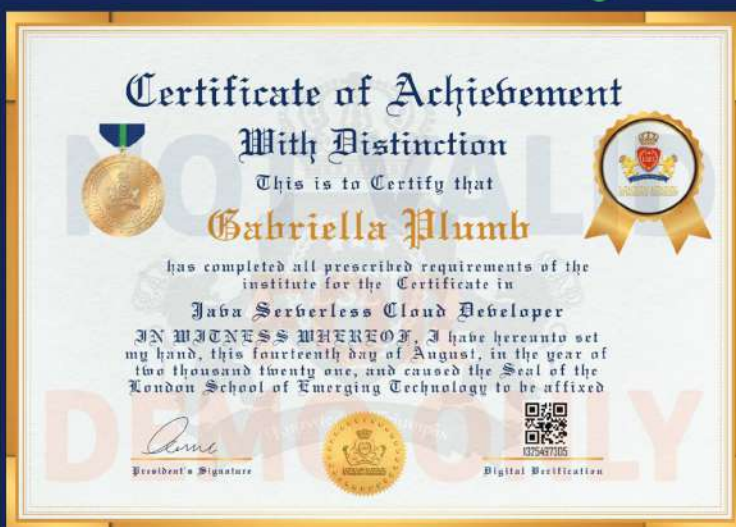 Certificate of Achievement
With Distinction
This is to Certify that
Gabriella Plumb
has completed all prescribed requirements of the
institute for the Certificate in
Java Serverless Cloud Developer
IN WITNESS WHEREOF, I have hereunto set
my hand, this fourteenth day of August, in the year of
two thousand twenty one, and caused the Seal of the
London School of Emerging Technology to be affixed
NOT VALID
DEMO ONLY
1325497305
President's Signature
Digital Verification